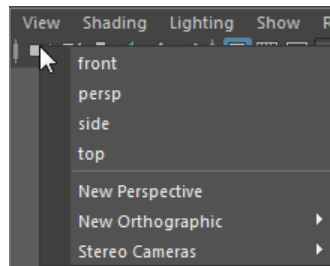 View Shading Lighting Show
front
persp
side
top
New Perspective
New Orthographic
Stereo Cameras